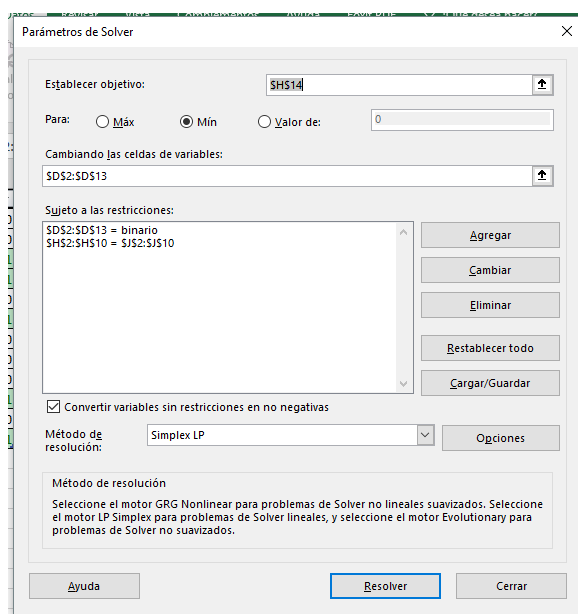 Parámetros de Solver
Establecer objetivo:
$H$14
Para:
Máx
Mín
Valor de:
0
Cambiando las celdas de variables:
$D$2:$D$13
Sujeto a las restricciones:
$D$2:$D$13 = binario
$H$2:$H$10 = $J$2:$J$10
Agregar
Cambiar
Eliminar
Restablecer todo
Cargar/Guardar
Convertir variables sin restricciones en no negativas
Método de
resolución:
Simplex LP
Opciones
Método de resolución
Seleccione el motor GRG Nonlinear para problemas de Solver no lineales suavizados. Seleccione
el motor LP Simplex para problemas de Solver lineales, y seleccione el motor Evolutionary para
problemas de Solver no suavizados.
Ayuda
Resolver
Cerrar